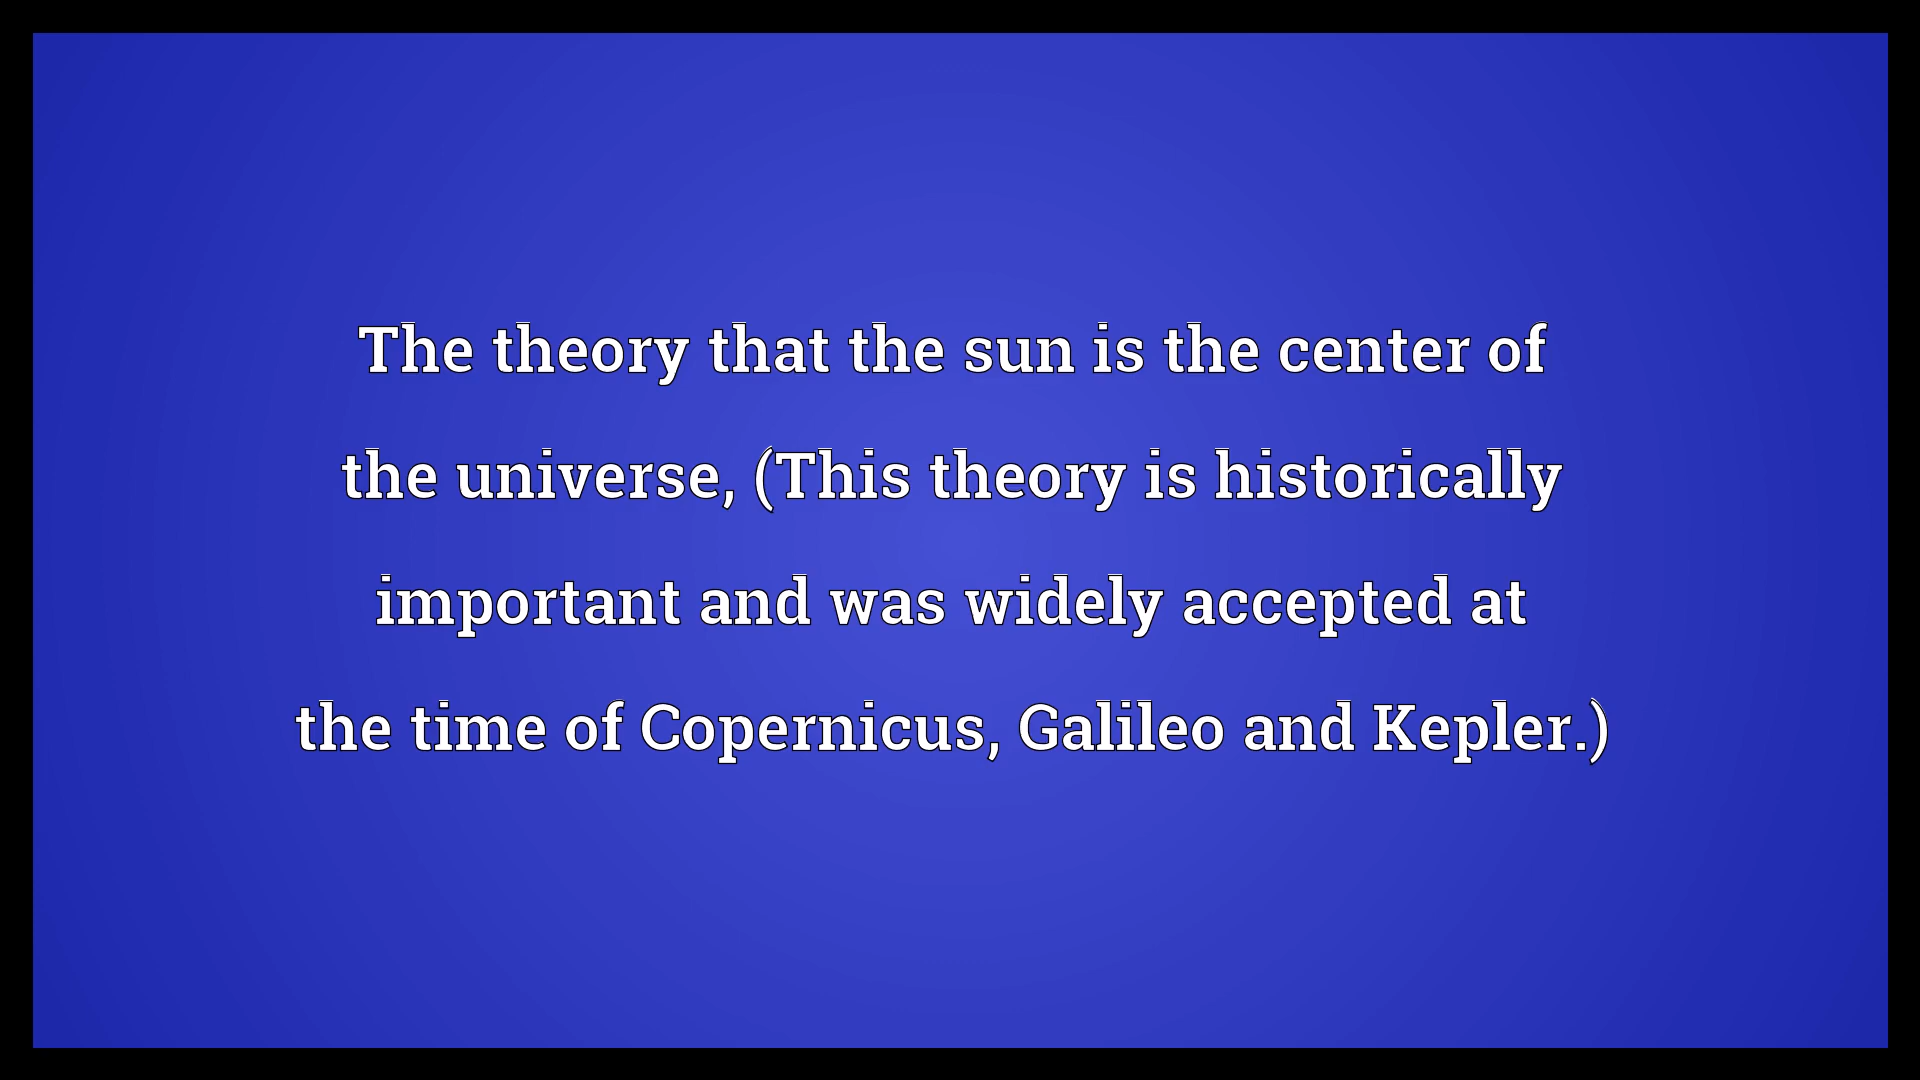 The theory that the sun is the center of
the universe, (This theory is historically
important and was widely accepted at
the time of Copernicus, Galileo and Kepler.)